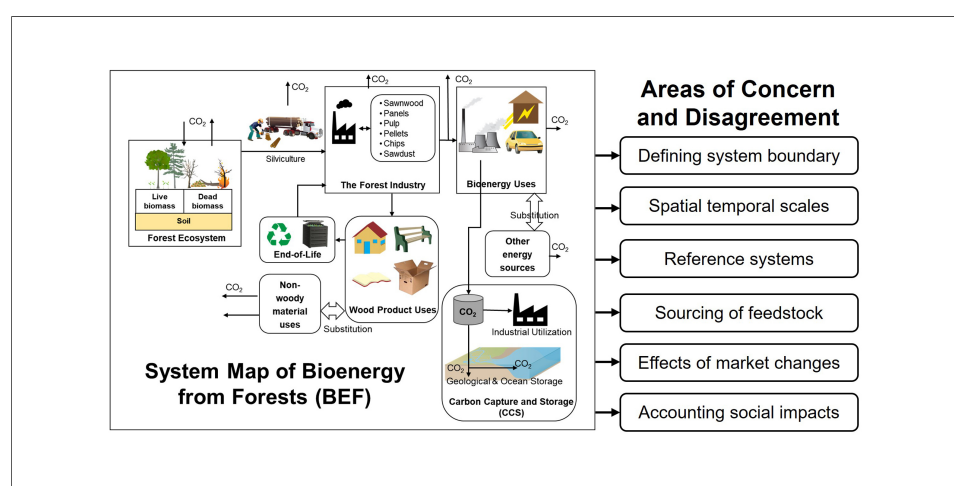 CO2
CO2
CO2
CO2
CO2
Silviculture
• Sawnwood
• Panels
• Pulp
• Pellets
• Chips
• Sawdust
The Forest Industry
Bioenergy Uses
Live
biomass
Dead
biomass
Soil
Forest Ecosystem
End-of-Life
Substitution
Other
energy
sources
CO2
CO2
Non-
woody
material
uses
Substitution
Wood Product Uses
CO2
Industrial Utilization
CO2
CO2
Geological & Ocean Storage
Carbon Capture and Storage
(CCS)
System Map of Bioenergy
from Forests (BEF)
Areas of Concern
and Disagreement
Defining system boundary
Spatial temporal scales
Reference systems
Sourcing of feedstock
Effects of market changes
Accounting social impacts